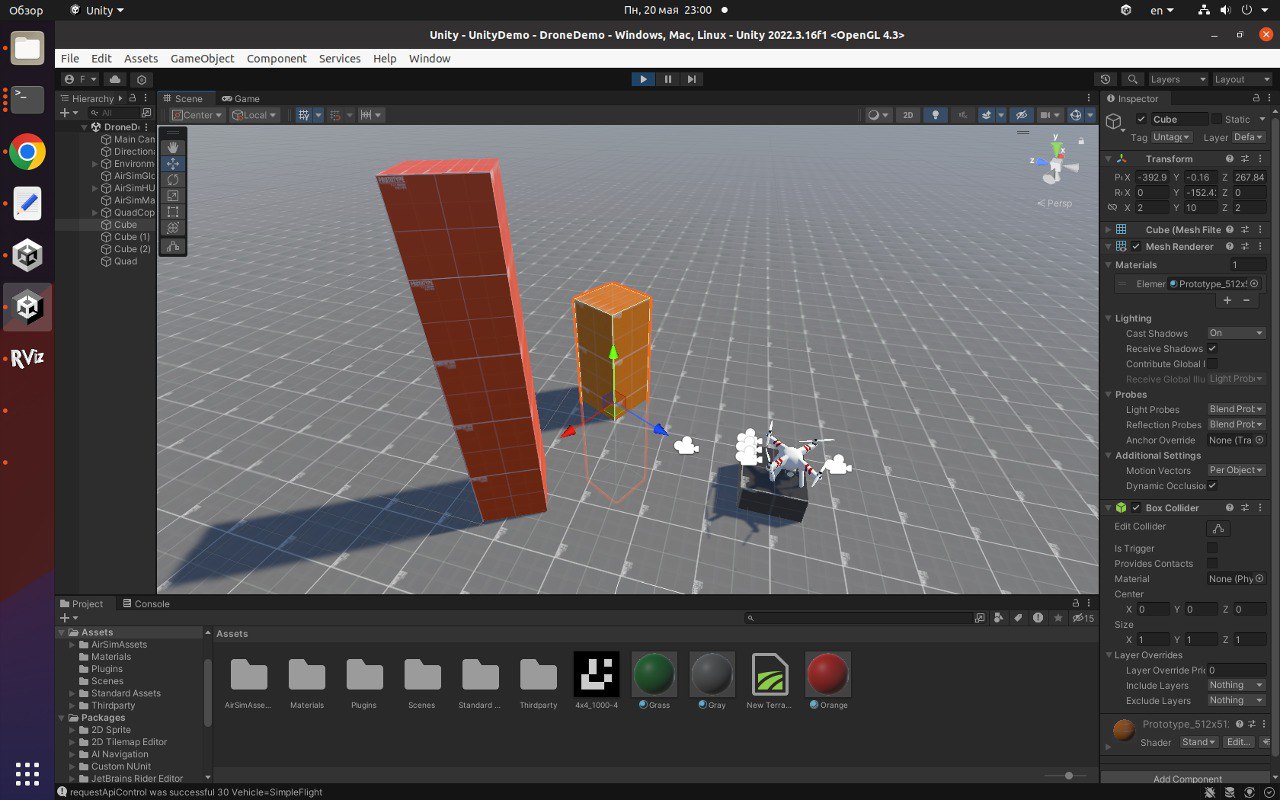 Обзор
Unity
Пн, 20 мая 23:00
en
Unity - UnityDemo - DroneDemo - Windows, Mac, Linux - Unity 2022.3.16f1 <OpenGL 4.3>
File Edit Assets GameObject Component Services Help Window
F
Layers
Layout
Hierarchy
Scene
Game
Inspector
All
Center
Local
2D
DroneD
Main Cam
Directiona
Environm
AirSimGlo
AirSimHU
AirSimMa
QuadCop
Cube
Cube (1)
Cube (2)
Quad
y
x
z
< Persp
Cube
Static
Tag Untagg
Layer Defa
Transform
P X -392.9 Y -0.16 Z 267.84
R X 0 Y -152.4 Z 0
X 2 Y 10 Z 2
Cube (Mesh Filte
Mesh Renderer
Materials 1
Elemer Prototype_512x
Lighting
Cast Shadows On
Receive Shadows
Contribute Global I
Receive Global Illu Light Prob
Probes
Light Probes Blend Prob
Reflection Probes Blend Prob
Anchor Override None (Tra
Additional Settings
Motion Vectors Per Object
Dynamic Occlusio
Box Collider
Edit Collider
Is Trigger
Provides Contacts
Material None (Phy
Center
X 0 Y 0 Z 0
Size
X 1 Y 1 Z 1
Layer Overrides
Layer Override Pri 0
Include Layers Nothing
Exclude Layers Nothing
Prototype_512x51
Shader Stand Edit...
Add Component
RViz
Project
Console
15
Assets
AirSimAssets
Materials
Plugins
Scenes
Standard Assets
Thirdparty
Packages
2D Sprite
2D Tilemap Editor
AI Navigation
Custom NUnit
JetBrains Rider Editor
Assets
AirSimAsse...
Materials
Plugins
Scenes
Standard ...
Thirdparty
4x4_1000-4
Grass
Gray
New Terra...
Orange
requestApiControl was successful 30 Vehicle=SimpleFlight